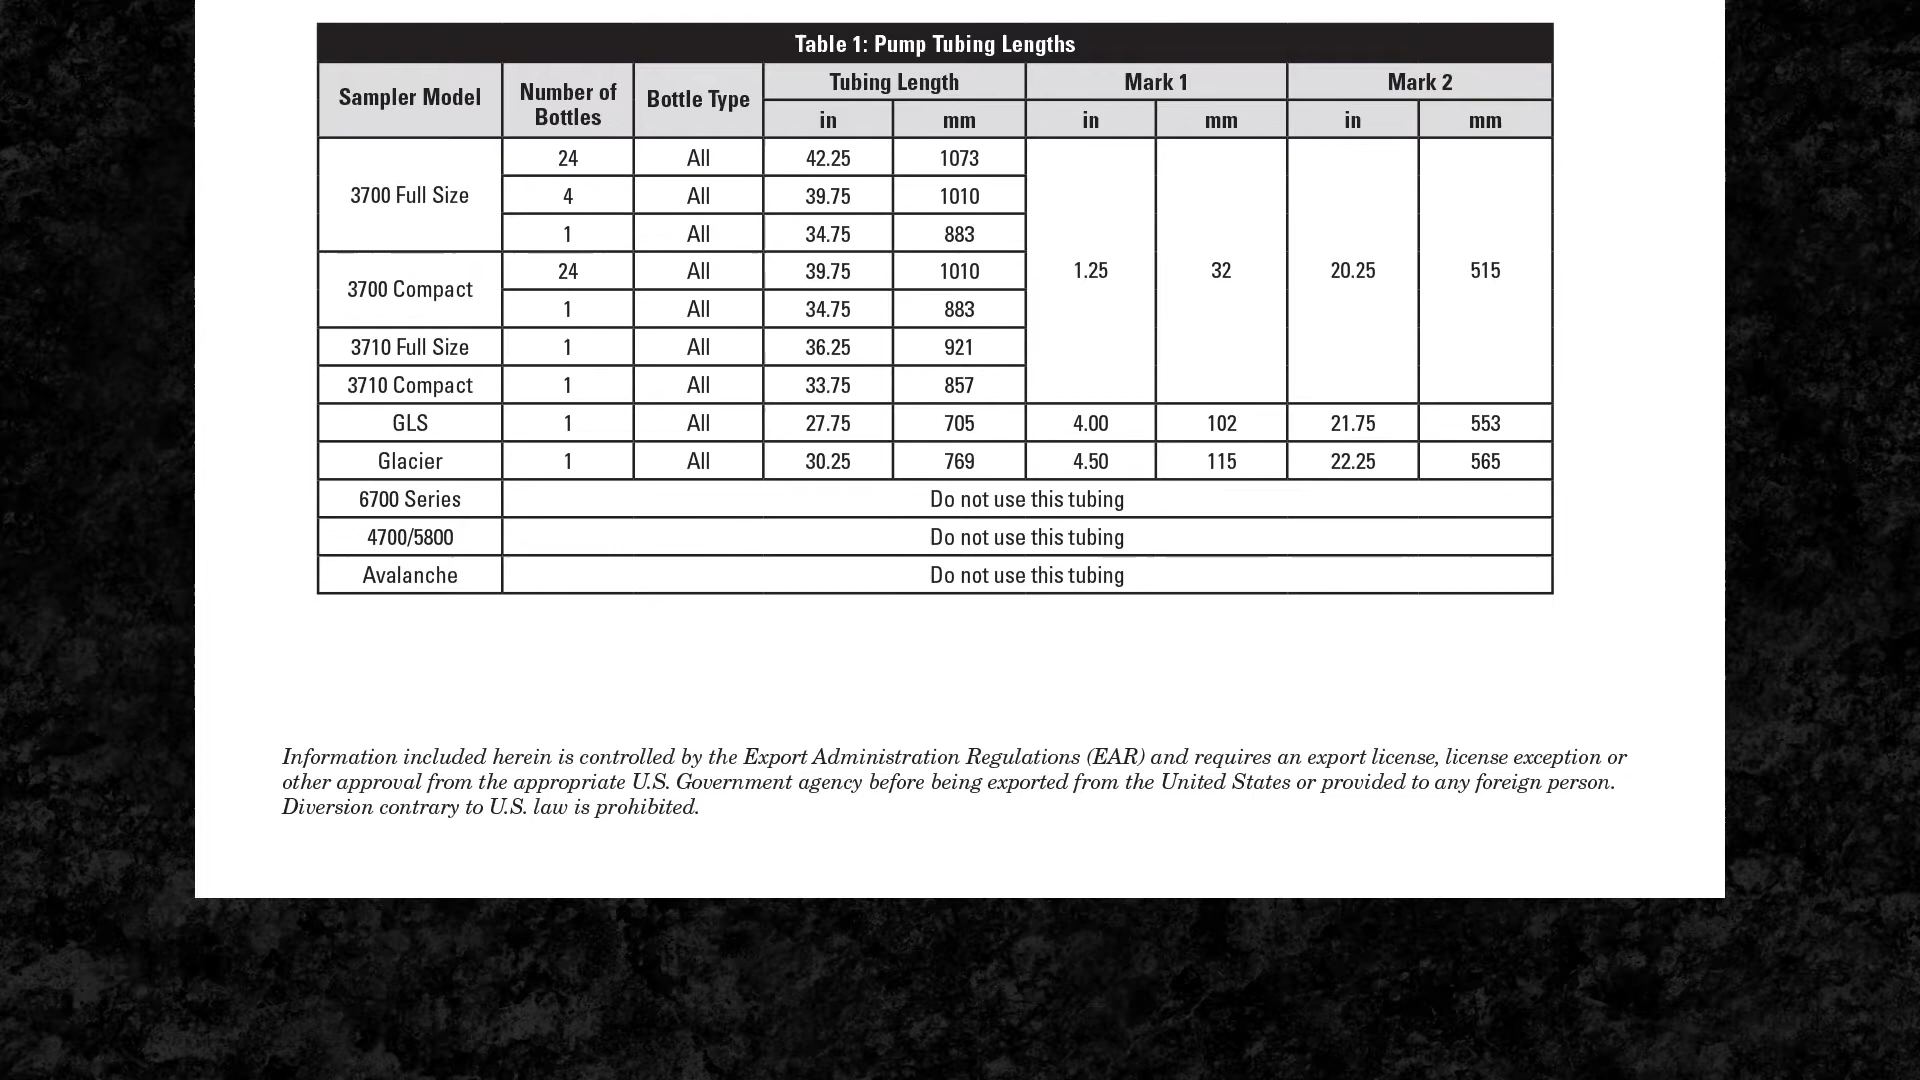 Table 1: Pump Tubing Lengths
Sampler Model Number of Bottles Bottle Type Tubing Length Mark 1 Mark 2
in mm in mm in mm
3700 Full Size 24 All 42.25 1073 1.25 32 20.25 515
4 All 39.75 1010
1 All 34.75 883
3700 Compact 24 All 39.75 1010
1 All 34.75 883
3710 Full Size 1 All 36.25 921
3710 Compact 1 All 33.75 857
GLS 1 All 27.75 705 4.00 102 21.75 553
Glacier 1 All 30.25 769 4.50 115 22.25 565
6700 Series Do not use this tubing
4700/5800 Do not use this tubing
Avalanche Do not use this tubing
Information included herein is controlled by the Export Administration Regulations (EAR) and requires an export license, license exception or
other approval from the appropriate U.S. Government agency before being exported from the United States or provided to any foreign person.
Diversion contrary to U.S. law is prohibited.